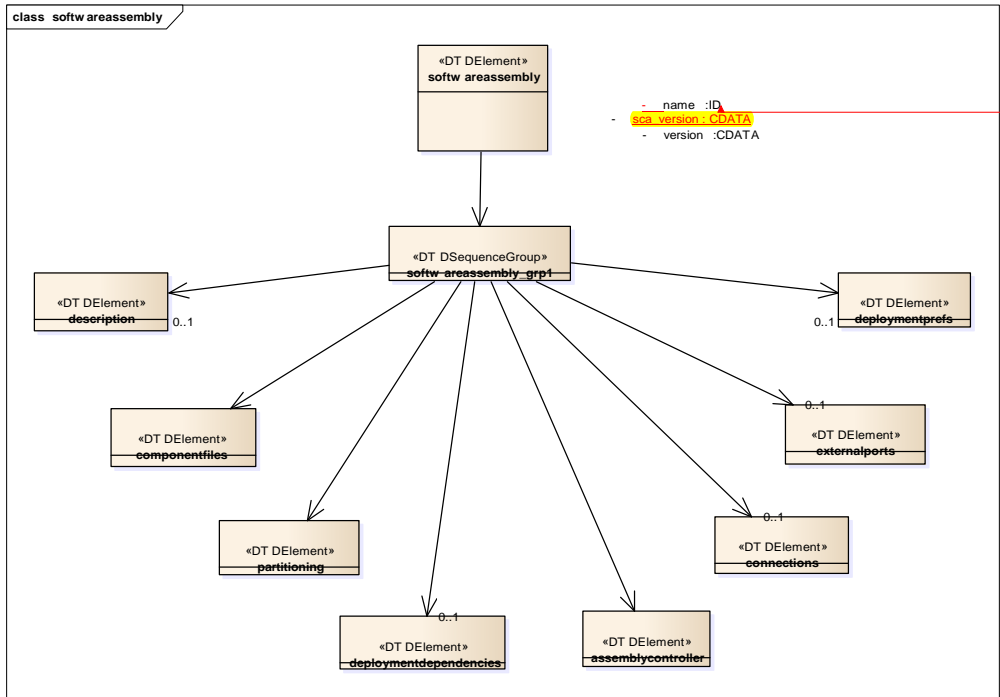 class softwareassembly
«DT DElement»
softwareassembly
- name :ID
- sca_version : CDATA
- version :CDATA
«DT DSequenceGroup»
softwareassembly_grp1
«DT DElement»
description
0..1
«DT DElement»
deploymentprefs
0..1
«DT DElement»
componentfiles
0..1
«DT DElement»
externalports
«DT DElement»
partitioning
0..1
«DT DElement»
connections
0..1
«DT DElement»
deploymentdependencies
«DT DElement»
assemblycontroller